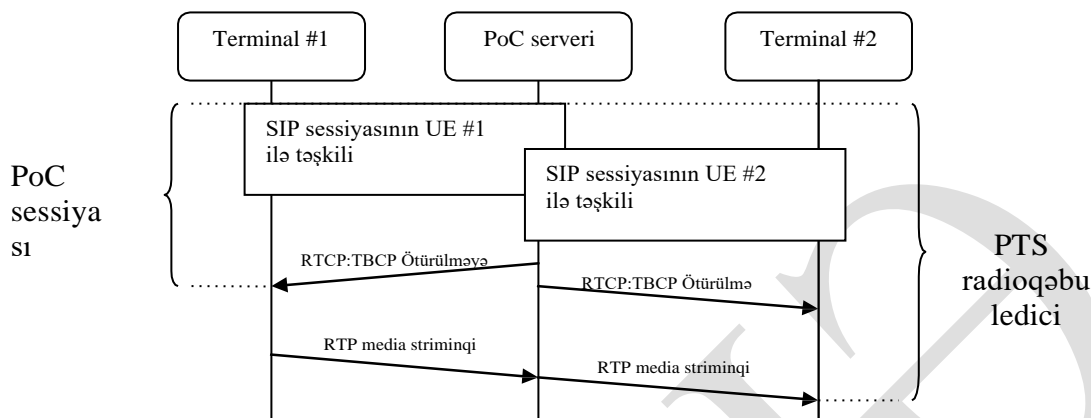 Terminal #1
PoC serveri
Terminal #2
SIP sessiyasının UE #1
ilə təşkili
SIP sessiyasının UE #2
ilə təşkili
PoC
sessiya
sı
RTCP:TBCP Ötürülməyə
RTCP:TBCP Ötürülmə
PTS
radioqəbu
ledici
RTP media striminqi
RTP media striminqi